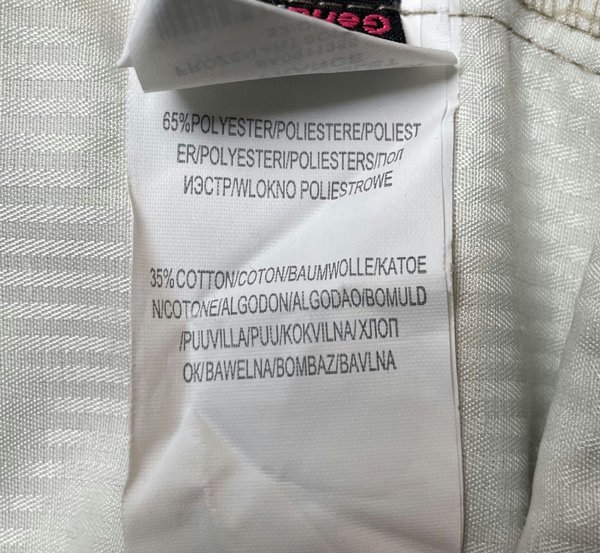 Gene
65%POLYESTER/POLIESTERE/POLIEST
ER/POLYESTERI/POLIESTERS/ПОЛ
ИЭСТР/WLOKNO POLIESTROWE
35%COTTON/COTON/BAUMWOLLE/KATOE
N/COTONE/ALGODON/ALGODAO/BOMULD
/PUUVILLA/PUU/KOKVILNA/ХЛОП
OK/BAWELNA/BOMBAZ/BAVLNA